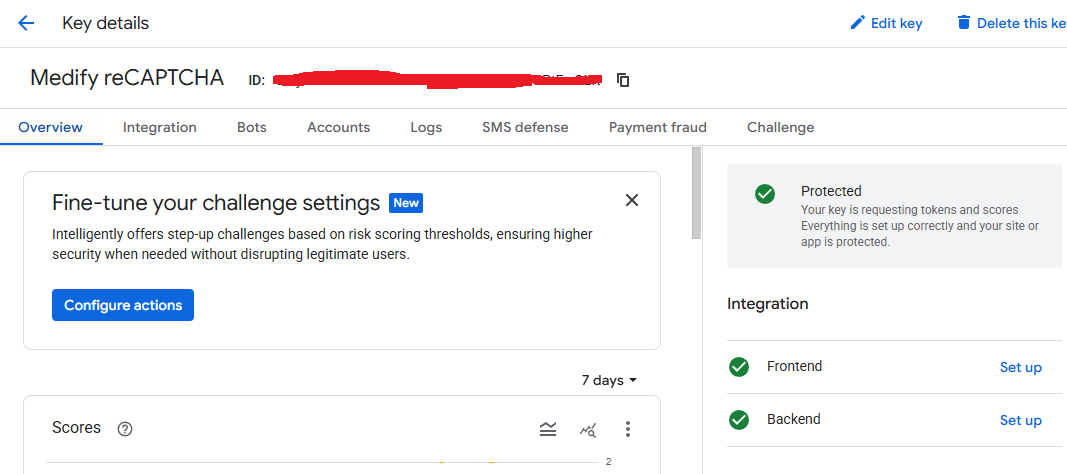 Key details
Edit key
Delete this ke
Medify reCAPTCHA
ID:
Overview
Integration
Bots
Accounts
Logs
SMS defense
Payment fraud
Challenge
Fine-tune your challenge settings New
Intelligently offers step-up challenges based on risk scoring thresholds, ensuring higher
security when needed without disrupting legitimate users.
Configure actions
7 days
Scores
2
Protected
Your key is requesting tokens and scores
Everything is set up correctly and your site or
app is protected.
Integration
Frontend
Set up
Backend
Set up